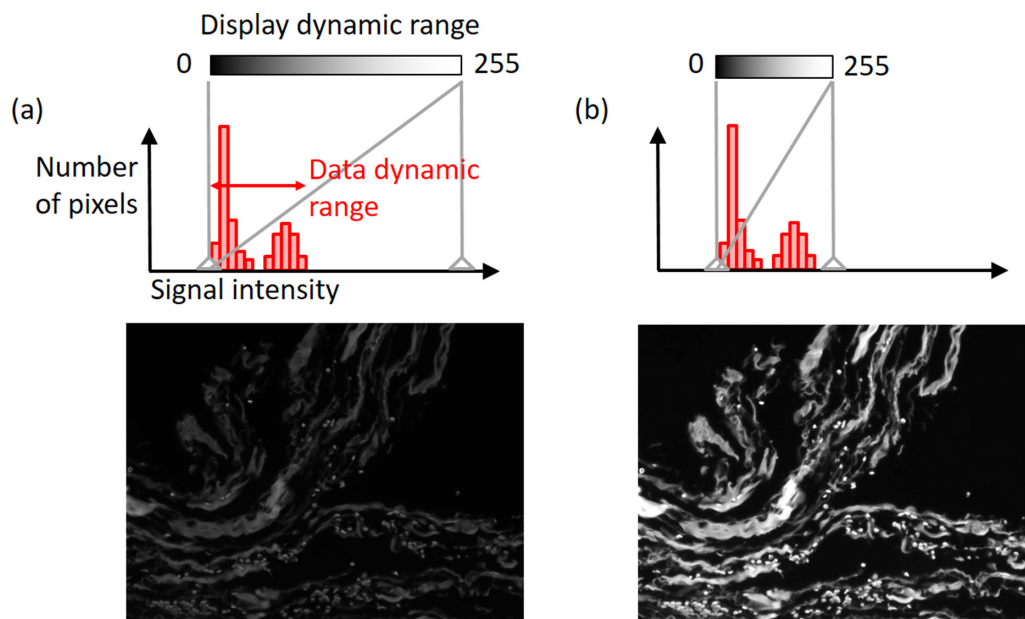 Display dynamic range
0 255
(a)
Number
of pixels
Data dynamic
range
Signal intensity
0 255
(b)